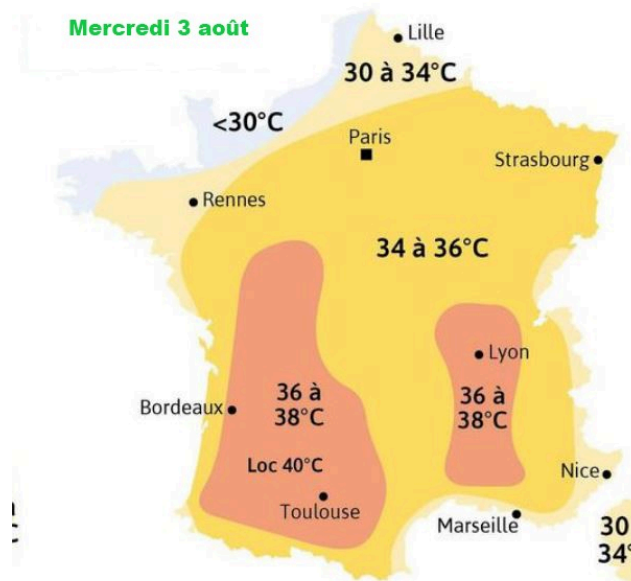 Mercredi 3 août
Lille
30 à 34°C
<30°C
Paris
Strasbourg
Rennes
34 à 36°C
Lyon
36 à
38°C
Bordeaux
36 à
38°C
Loc 40°C
Toulouse
Nice
Marseille
30
34°